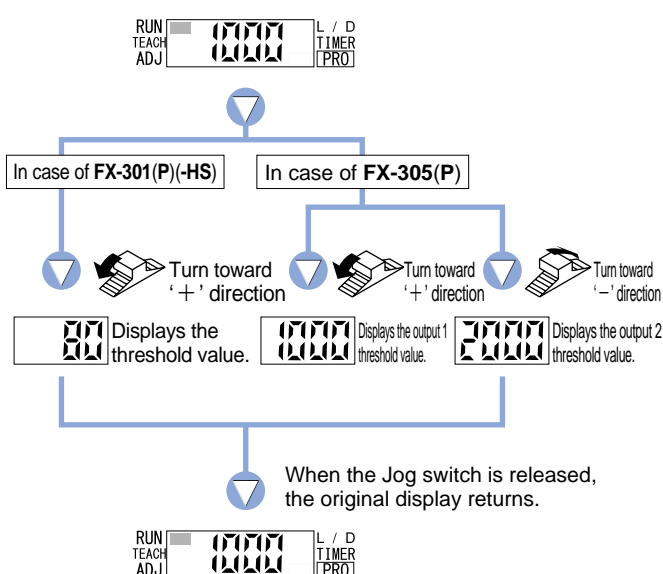 RUN 1000 L / D
TEACH TIMER
ADJ PRO
In case of FX-301(P)(-HS)
In case of FX-305(P)
Turn toward
‘＋’ direction
Turn toward
‘＋’ direction
Turn toward
‘－’ direction
80
Displays the
threshold value.
1000
Displays the output 1
threshold value.
2000
Displays the output 2
threshold value.
When the Jog switch is released,
the original display returns.
RUN 1000 L / D
TEACH TIMER
ADJ PRO